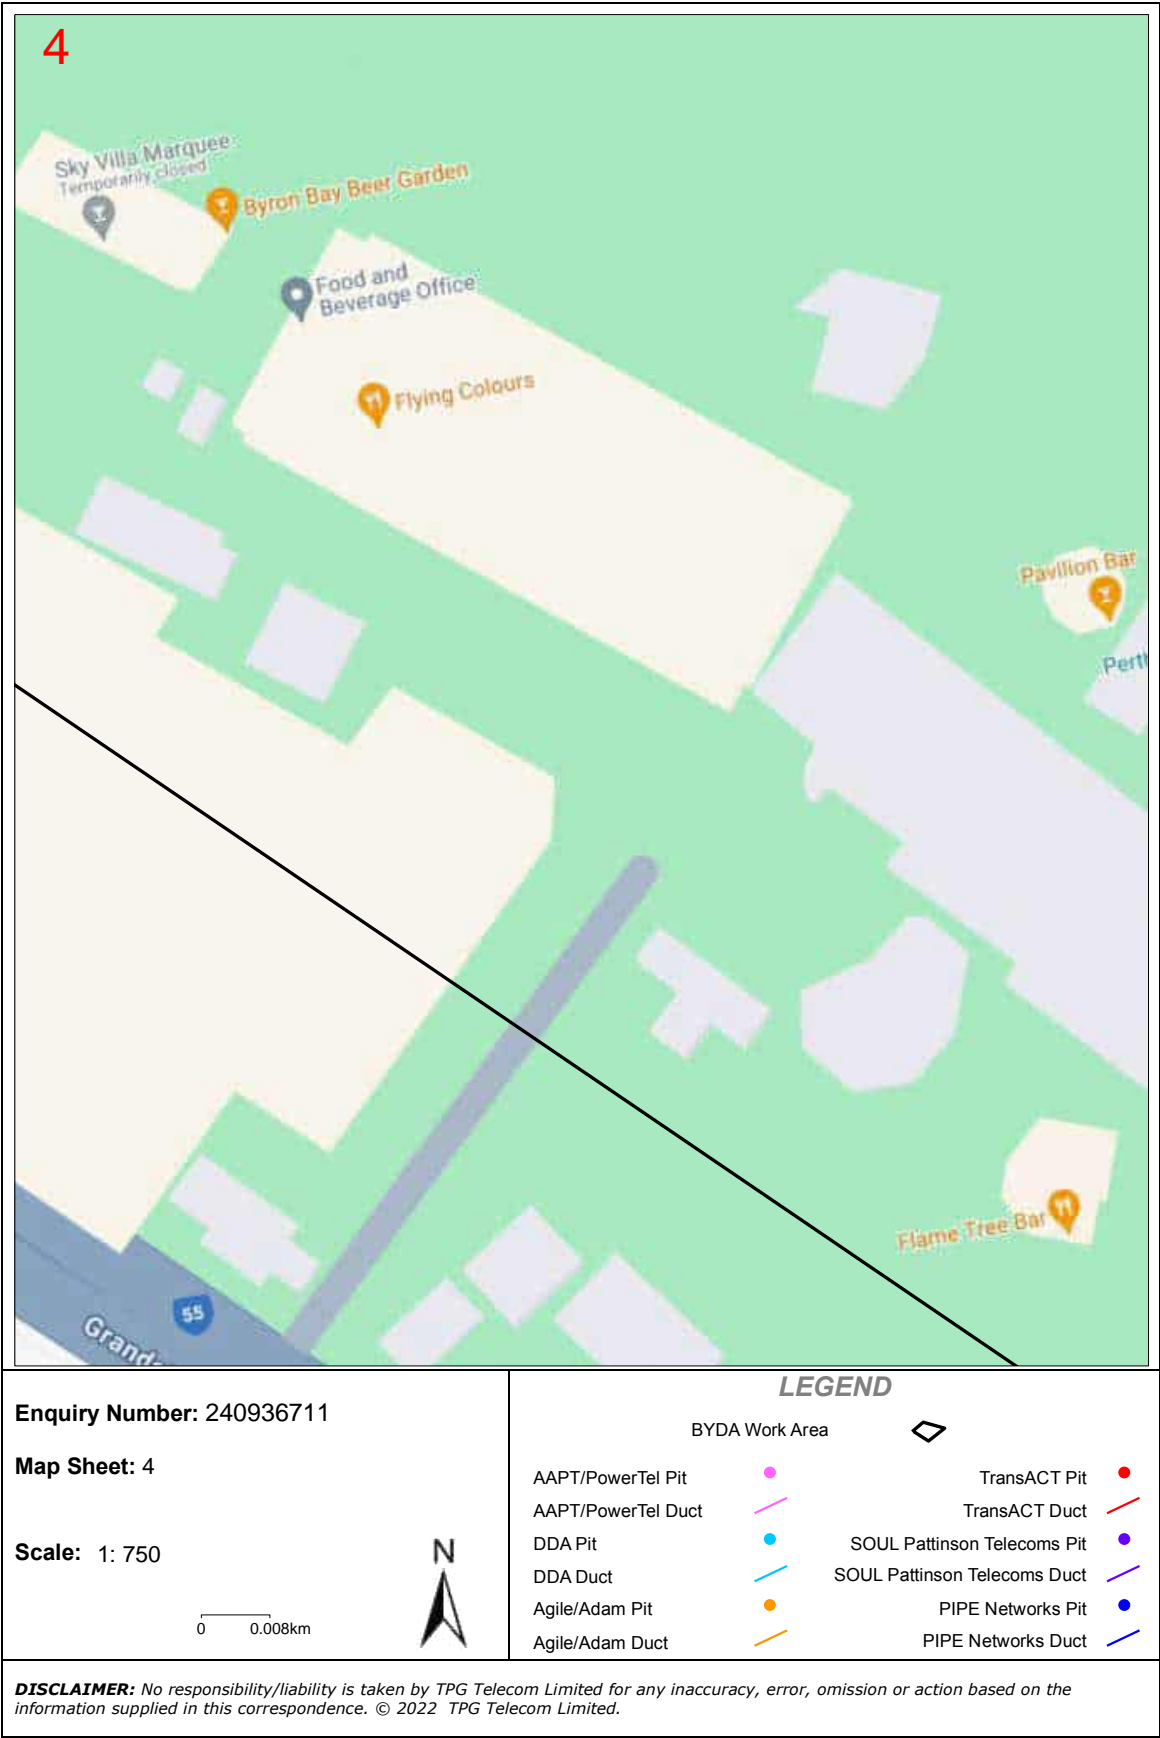 4
Sky Villa Marquee
Temporarily closed
Byron Bay Beer Garden
Food and
Beverage Office
Flying Colours
Pavilion Bar
Perth
Flame Tree Bar
55
Grand
Enquiry Number: 240936711
Map Sheet: 4
Scale: 1: 750
N
0 0.008km
LEGEND
BYDA Work Area
AAPT/PowerTel Pit TransACT Pit
AAPT/PowerTel Duct TransACT Duct
DDA Pit SOUL Pattinson Telecoms Pit
DDA Duct SOUL Pattinson Telecoms Duct
Agile/Adam Pit PIPE Networks Pit
Agile/Adam Duct PIPE Networks Duct
DISCLAIMER: No responsibility/liability is taken by TPG Telecom Limited for any inaccuracy, error, omission or action based on the
information supplied in this correspondence. © 2022 TPG Telecom Limited.